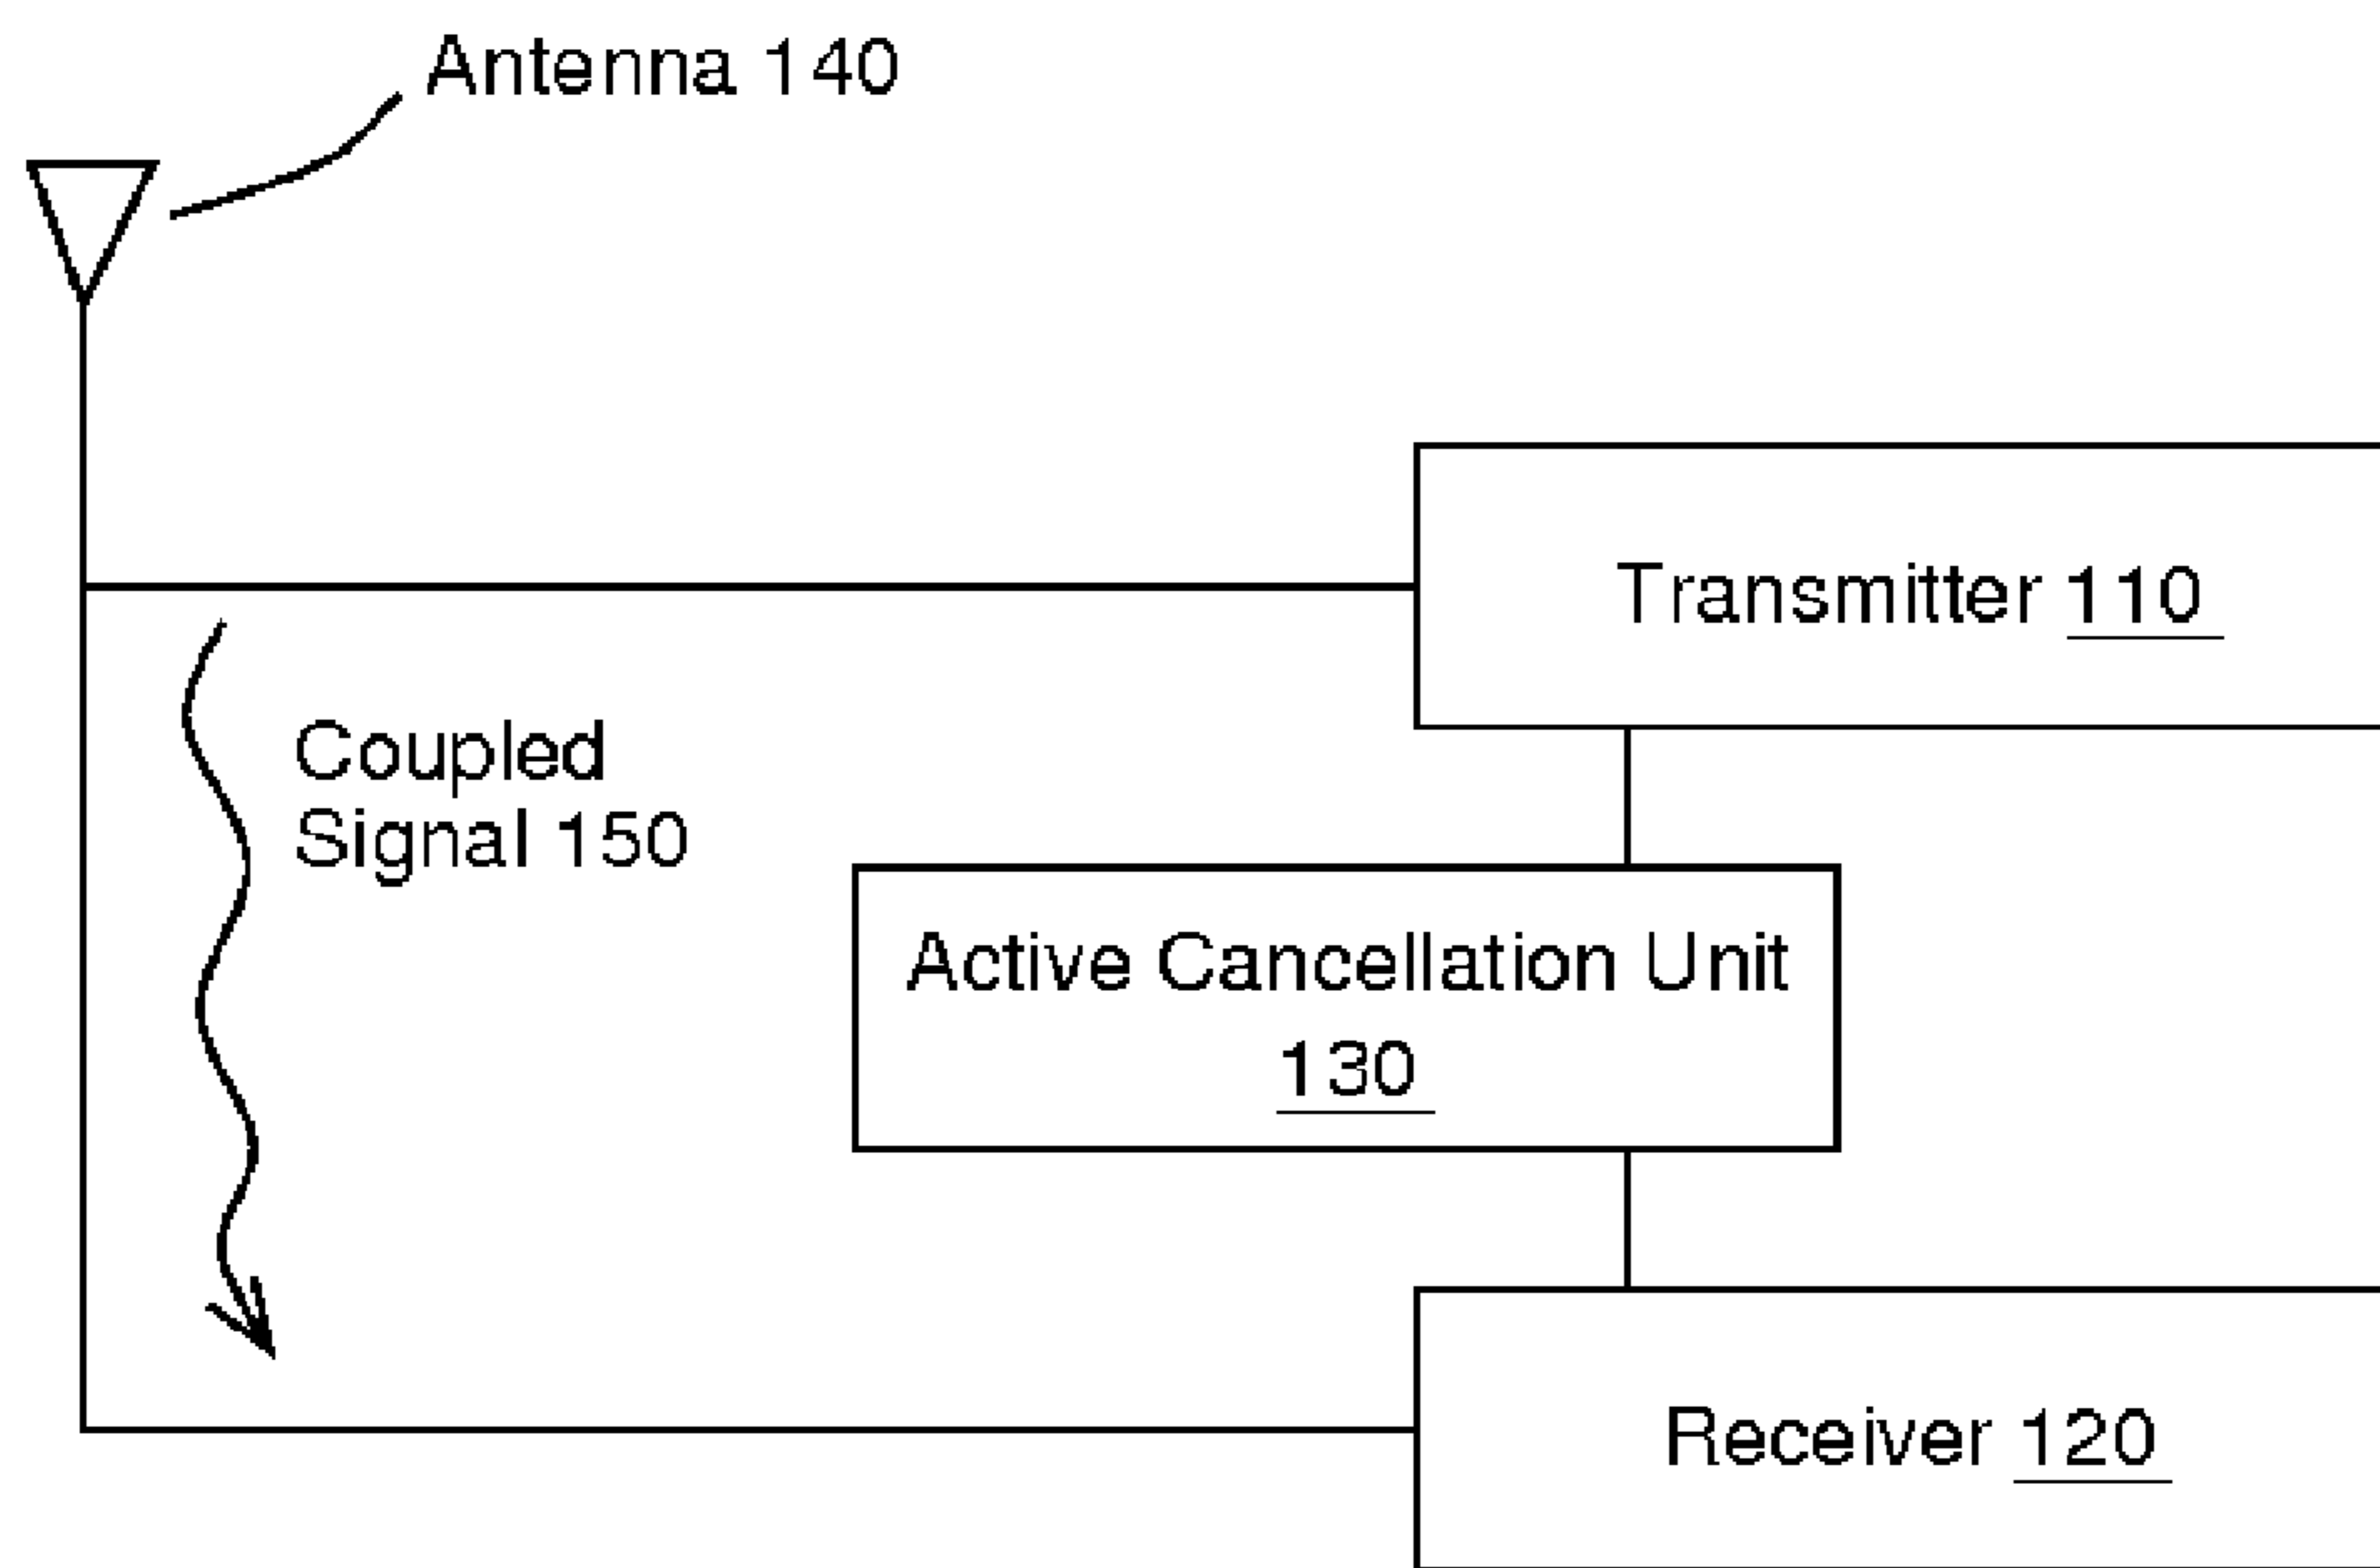 Antenna 140
Transmitter 110
Coupled
Signal 150
Active Cancellation Unit
130
Receiver 120